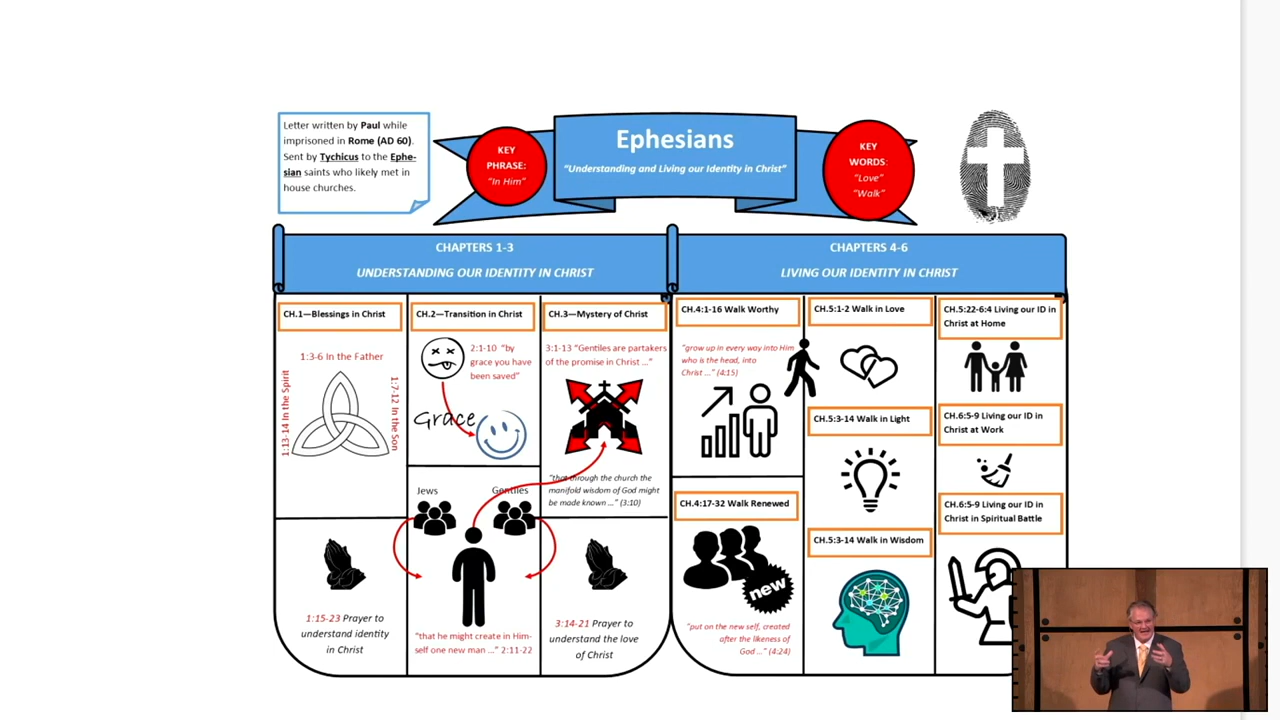 Letter written by Paul while
imprisoned in Rome (AD 60).
Sent by Tychicus to the Ephe-
sian saints who likely met in
house churches.
KEY
PHRASE:
"In Him"
Ephesians
"Understanding and Living our Identity in Christ"
KEY
WORDS:
"Love"
"Walk"
CHAPTERS 1-3
UNDERSTANDING OUR IDENTITY IN CHRIST
CHAPTERS 4-6
LIVING OUR IDENTITY IN CHRIST
CH.1—Blessings in Christ
1:3-6 In the Father
1:13-14 In the Spirit
1:7-12 In the Son
1:15-23 Prayer to
understand identity
in Christ
CH.2—Transition in Christ
2:1-10 "by
grace you have
been saved"
Grace
Jews
Gentiles
"that he might create in Him-
self one new man ..." 2:11-22
CH.3—Mystery of Christ
3:1-13 "Gentiles are partakers
of the promise in Christ ..."
"that through the church the
manifold wisdom of God might
be made known ..." (3:10)
3:14-21 Prayer to
understand the love
of Christ
CH.4:1-16 Walk Worthy
"grow up in every way into Him
who is the head, into
Christ ..." (4:15)
CH.4:17-32 Walk Renewed
new
"put on the new self, created
after the likeness of
God ..." (4:24)
CH.5:1-2 Walk in Love
CH.5:3-14 Walk in Light
CH.5:3-14 Walk in Wisdom
CH.5:22-6:4 Living our ID in
Christ at Home
CH.6:5-9 Living our ID in
Christ at Work
CH.6:5-9 Living our ID in
Christ in Spiritual Battle